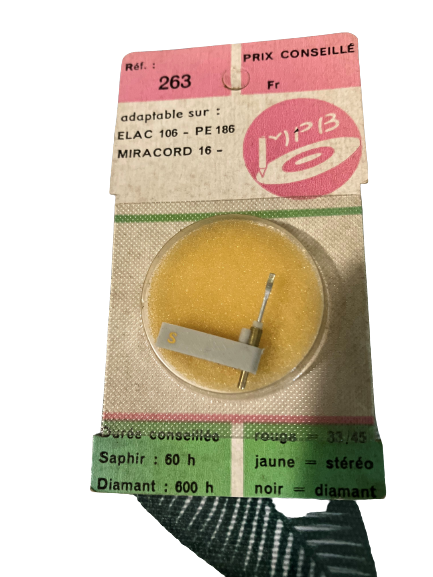 Réf. :
263
PRIX CONSEILLÉ
Fr
adaptable sur :
ELAC 106 - PE 186
MIRACORD 16 -
MPB
S
Durée conseillée
Saphir : 60 h
Diamant : 600 h
rouge = 33/45
jaune = stéréo
noir = diamant